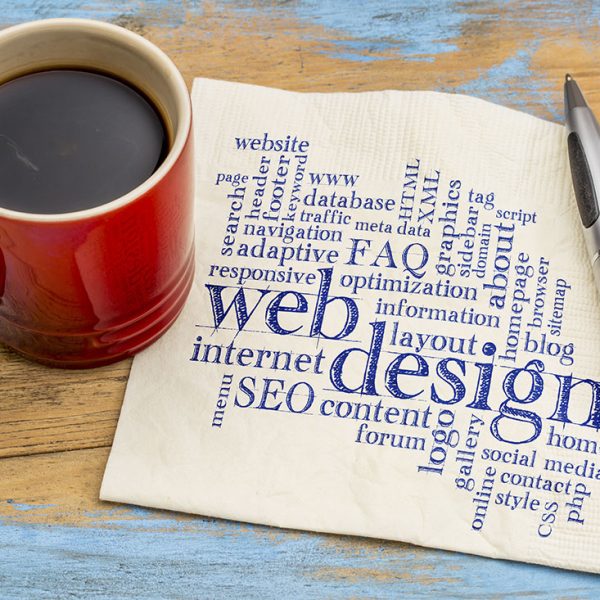 website
page
header
footer
keyword
www
search
database
HTML
XML
graphics
tag
script
traffic
meta data
sidebar
domain
navigation
adaptive
FAQ
about
responsive
optimization
homepage
browser
sitemap
web
information
layout
blog
internet
design
menu
SEO
content
forum
logo
gallery
home
social media
online
contact
style
CSS
php